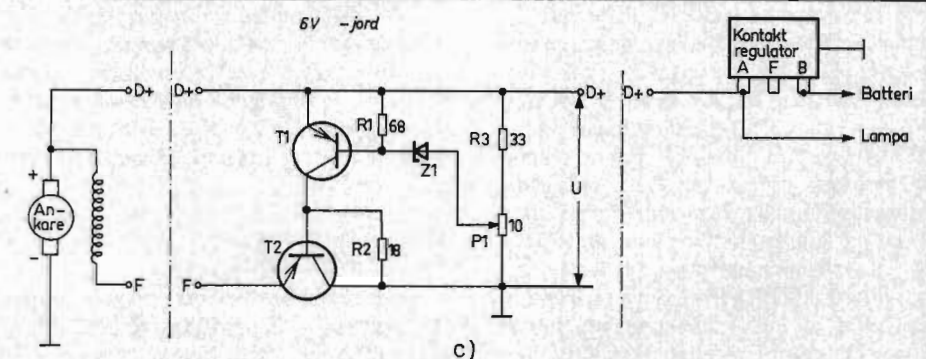 6V -jord
Kontakt
regulator
A F B
D+ D+ D+ D+
Batteri
Lampa
T1 R1 68 Z1 R3 33
+
An-
kare
-
U
P1 10
T2 R2 18
F F
c)